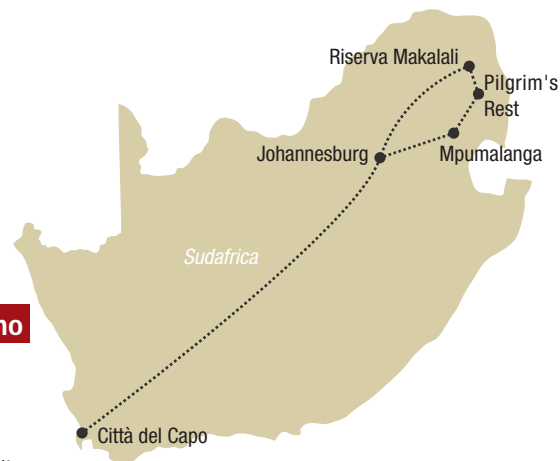 Riserva Makalali
Pilgrim's
Rest
Johannesburg
Mpumalanga
Sudafrica
no
Città del Capo